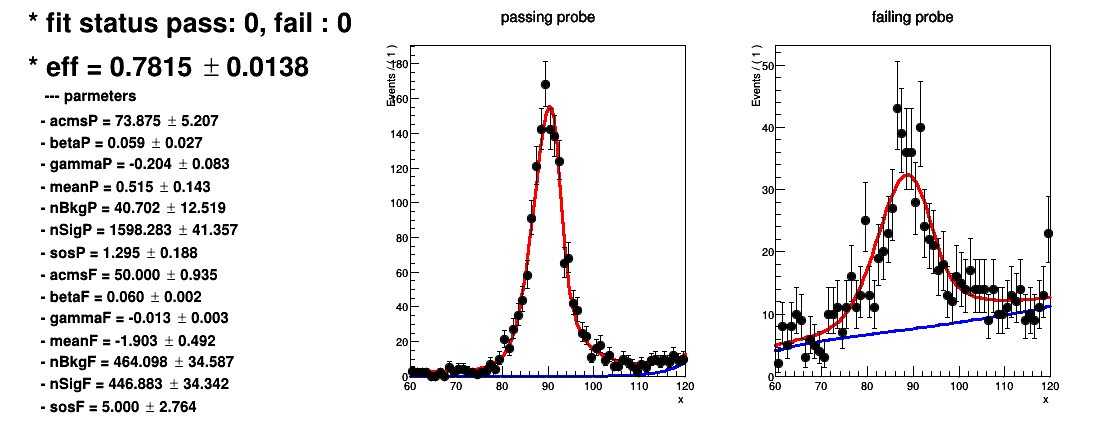 * fit status pass: 0, fail : 0
* eff = 0.7815 ± 0.0138
--- parmeters
- acmsP = 73.875 ± 5.207
- betaP = 0.059 ± 0.027
- gammaP = -0.204 ± 0.083
- meanP = 0.515 ± 0.143
- nBkgP = 40.702 ± 12.519
- nSigP = 1598.283 ± 41.357
- sosP = 1.295 ± 0.188
- acmsF = 50.000 ± 0.935
- betaF = 0.060 ± 0.002
- gammaF = -0.013 ± 0.003
- meanF = -1.903 ± 0.492
- nBkgF = 464.098 ± 34.587
- nSigF = 446.883 ± 34.342
- sosF = 5.000 ± 2.764
passing probe
Events / ( 1 )
180
160
140
120
100
80
60
40
20
0
60 70 80 90 100 110 120
x
failing probe
Events / ( 1 )
50
40
30
20
10
0
60 70 80 90 100 110 120
x